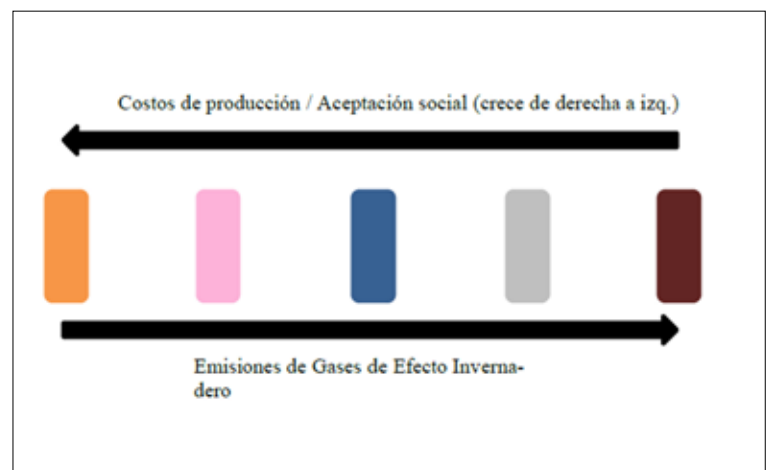 Costos de producción / Aceptación social (crece de derecha a izq.)
Emisiones de Gases de Efecto Inverna-
dero